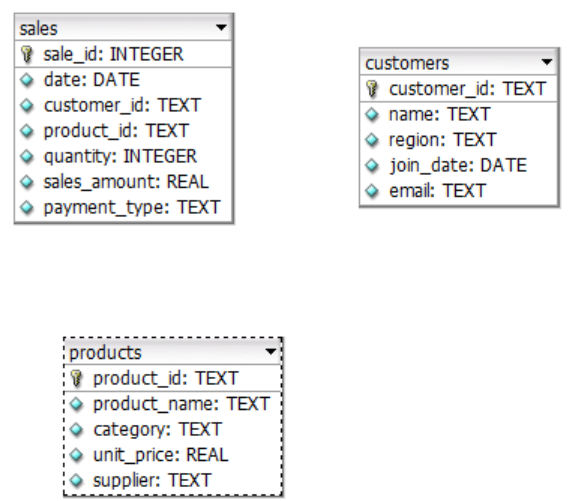 sales
sale_id: INTEGER
date: DATE
customer_id: TEXT
product_id: TEXT
quantity: INTEGER
sales_amount: REAL
payment_type: TEXT
customers
customer_id: TEXT
name: TEXT
region: TEXT
join_date: DATE
email: TEXT
products
product_id: TEXT
product_name: TEXT
category: TEXT
unit_price: REAL
supplier: TEXT